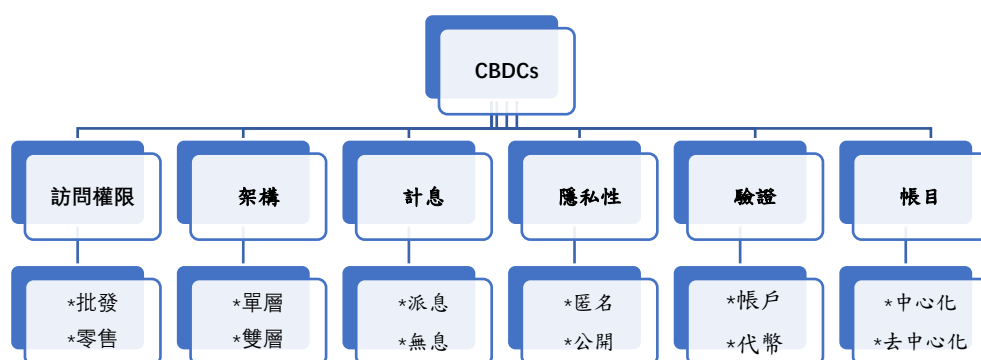 CBDCs
訪問權限
架構
計息
隱私性
驗證
帳目
*批發
*零售
*單層
*雙層
*派息
*無息
*匿名
*公開
*帳戶
*代幣
*中心化
*去中心化